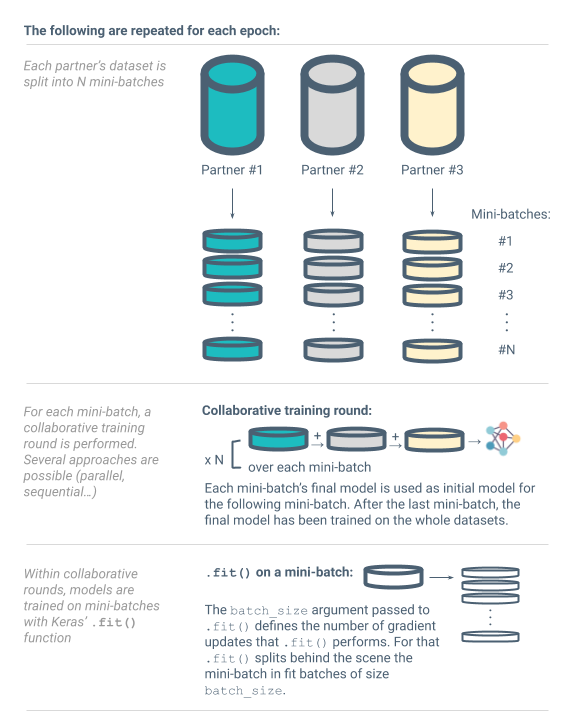 The following are repeated for each epoch:
Each partner's dataset is
split into N mini-batches
Partner #1
Partner #2
Partner #3
Mini-batches:
#1
#2
#3
#N
For each mini-batch, a
collaborative training
round is performed.
Several approaches are
possible (parallel,
sequential...)
Collaborative training round:
+
+
x N
over each mini-batch
Each mini-batch's final model is used as initial model for
the following mini-batch. After the last mini-batch, the
final model has been trained on the whole datasets.
Within collaborative
rounds, models are
trained on mini-batches
with Keras' .fit()
function
.fit() on a mini-batch:
The batch_size argument passed to
.fit() defines the number of gradient
updates that .fit() performs. For that
.fit() splits behind the scene the
mini-batch in fit batches of size
batch_size.